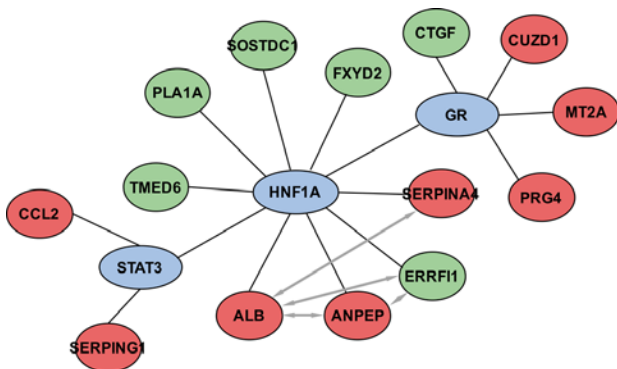 SOSTDC1
CTGF
CUZD1
FXYD2
PLA1A
GR
MT2A
TMED6
HNF1A
SERPINA4
PRG4
CCL2
STAT3
ERRFI1
ALB
ANPEP
SERPING1